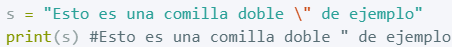 s = "Esto es una comilla doble \" de ejemplo"
print(s) #Esto es una comilla doble " de ejemplo